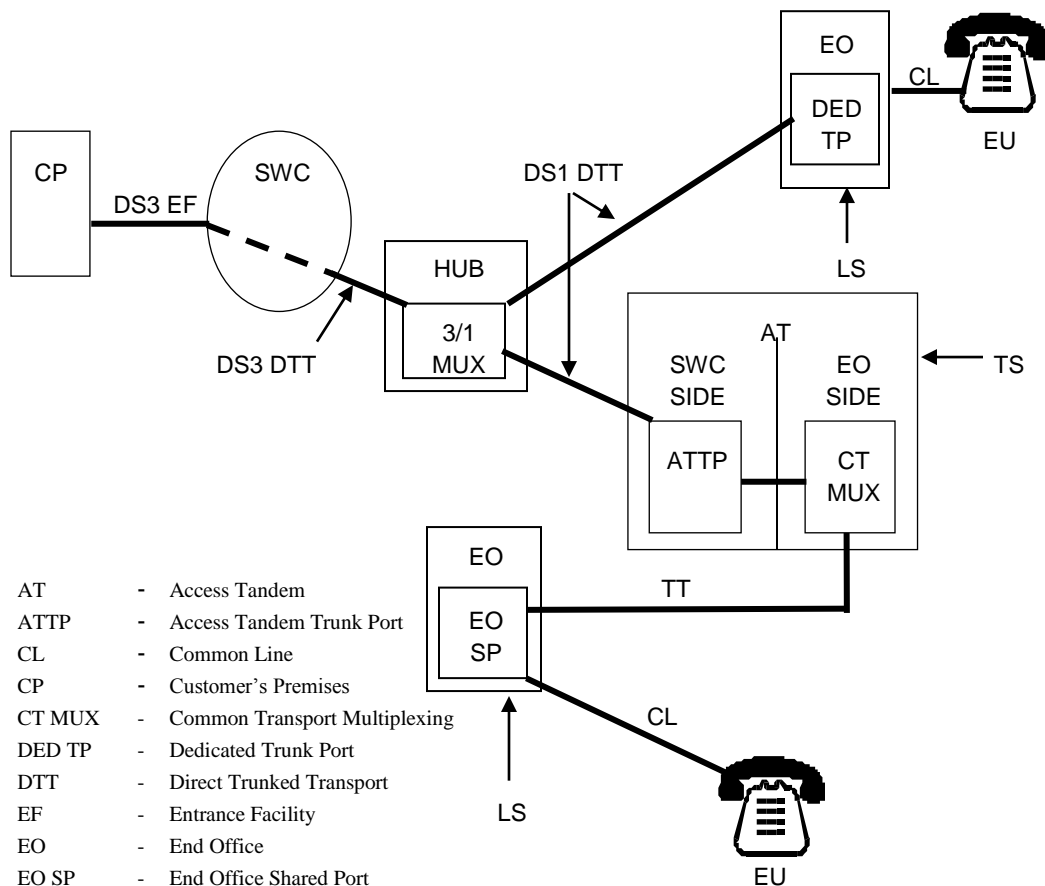 EO
CL
DED
TP
EU
CP
SWC
DS1 DTT
DS3 EF
LS
HUB
3/1
MUX
DS3 DTT
AT
TS
SWC
SIDE
EO
SIDE
ATTP
CT
MUX
EO
EO
SP
TT
CL
LS
EU
AT - Access Tandem
ATTP - Access Tandem Trunk Port
CL - Common Line
CP - Customer's Premises
CT MUX - Common Transport Multiplexing
DED TP - Dedicated Trunk Port
DTT - Direct Trunked Transport
EF - Entrance Facility
EO - End Office
EO SP - End Office Shared Port